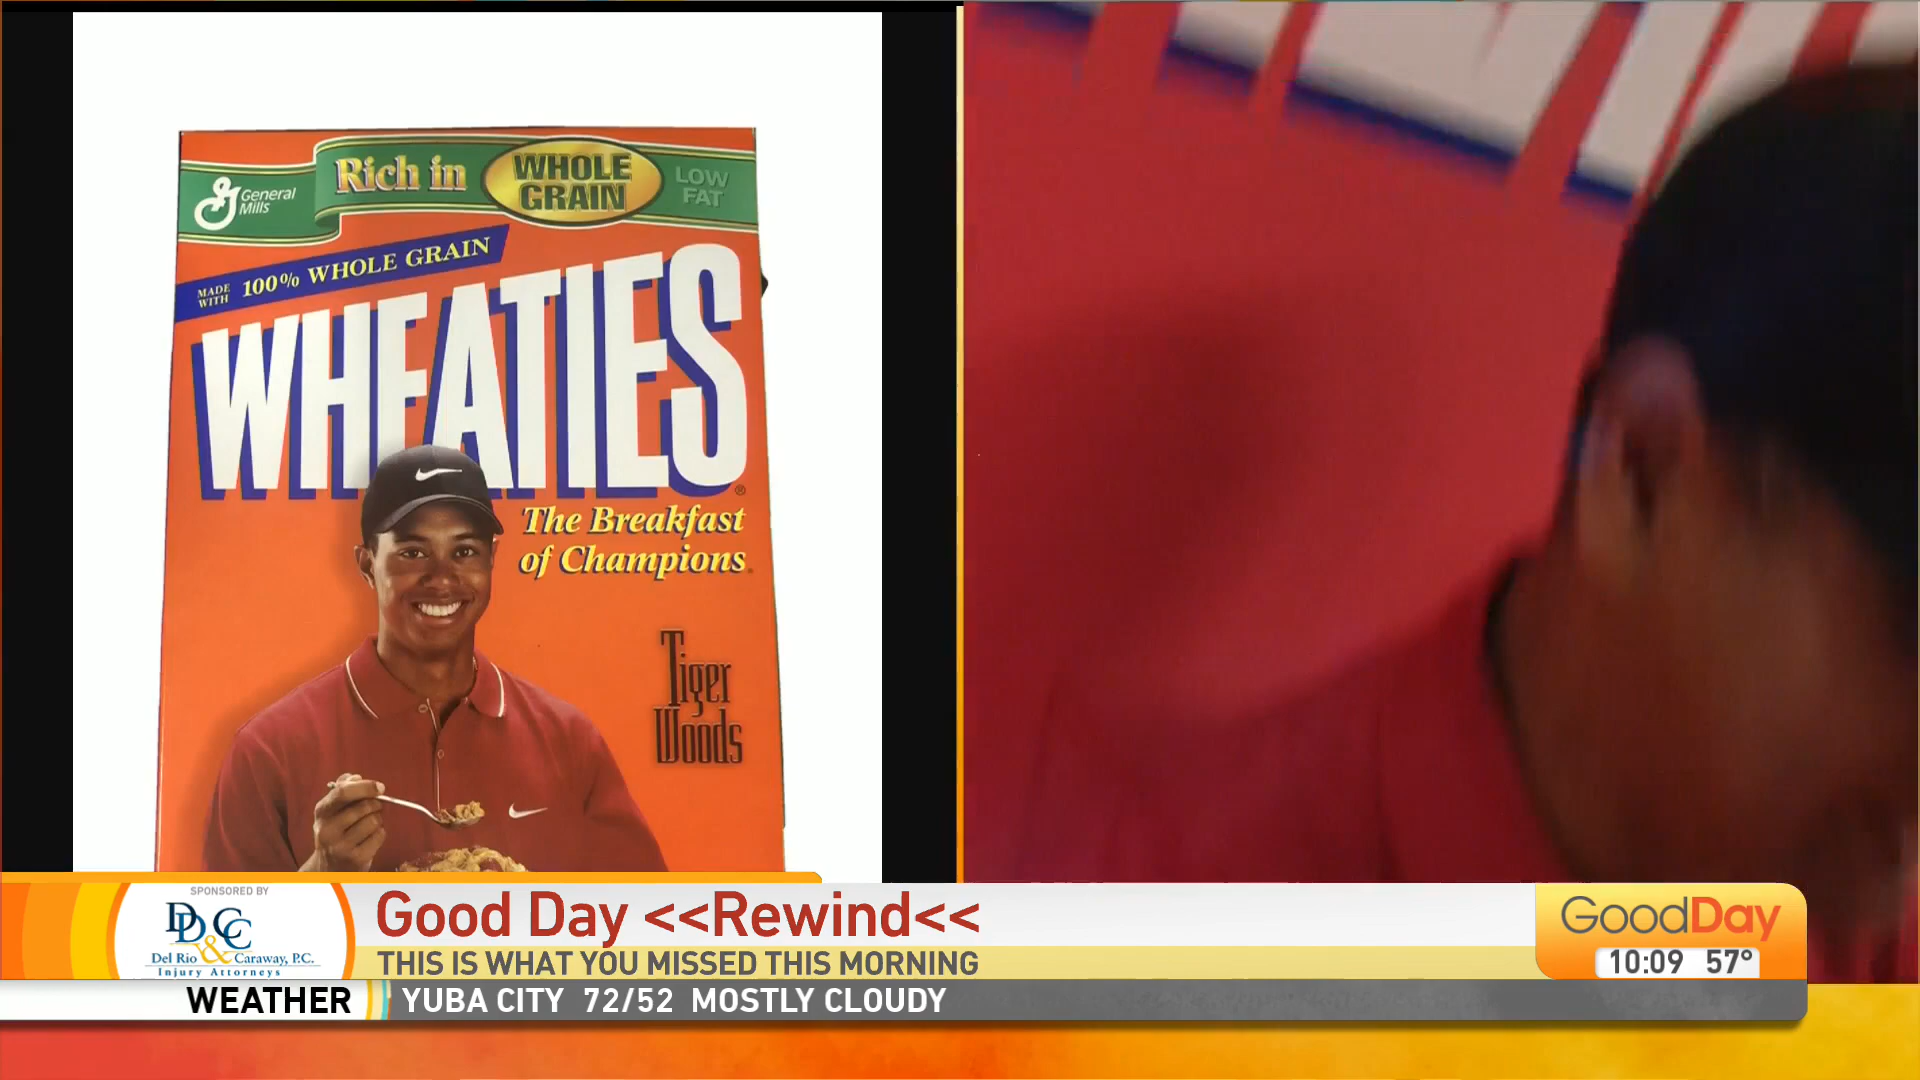 General
Mills
Rich in
WHOLE
GRAIN
LOW
FAT
MADE
WITH
100% WHOLE GRAIN
WHEATIES®
The Breakfast
of Champions.
Tiger
Woods
SPONSORED BY
DD&CC
Del Rio & Caraway, P.C.
Injury Attorneys
Good Day <<Rewind<<
THIS IS WHAT YOU MISSED THIS MORNING
GoodDay
10:09 57°
WEATHER
YUBA CITY 72/52 MOSTLY CLOUDY